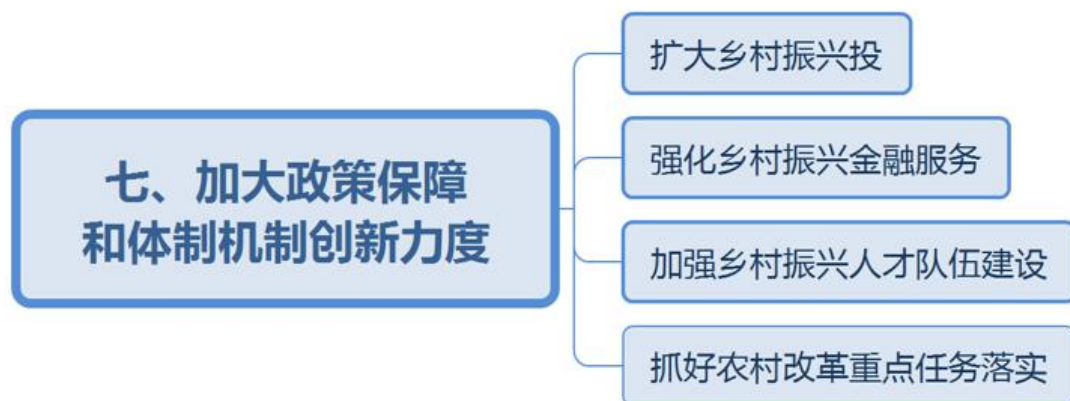 七、加大政策保障
和体制机制创新力度
扩大乡村振兴投
强化乡村振兴金融服务
加强乡村振兴人才队伍建设
抓好农村改革重点任务落实